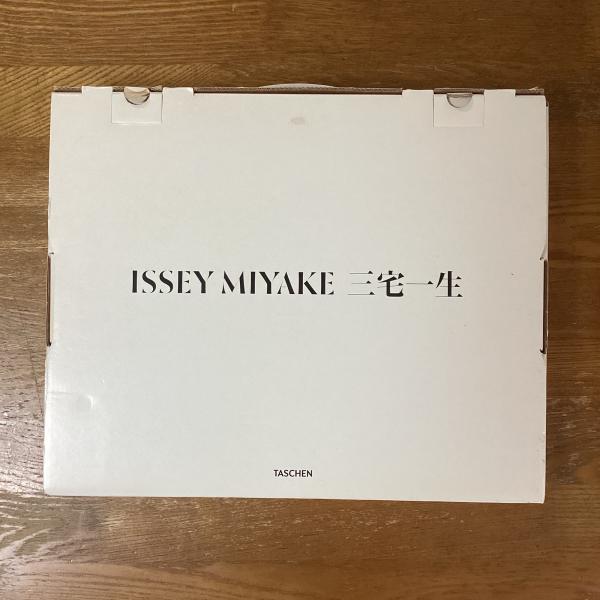 ISSEY MIYAKE 三宅一生
TASCHEN